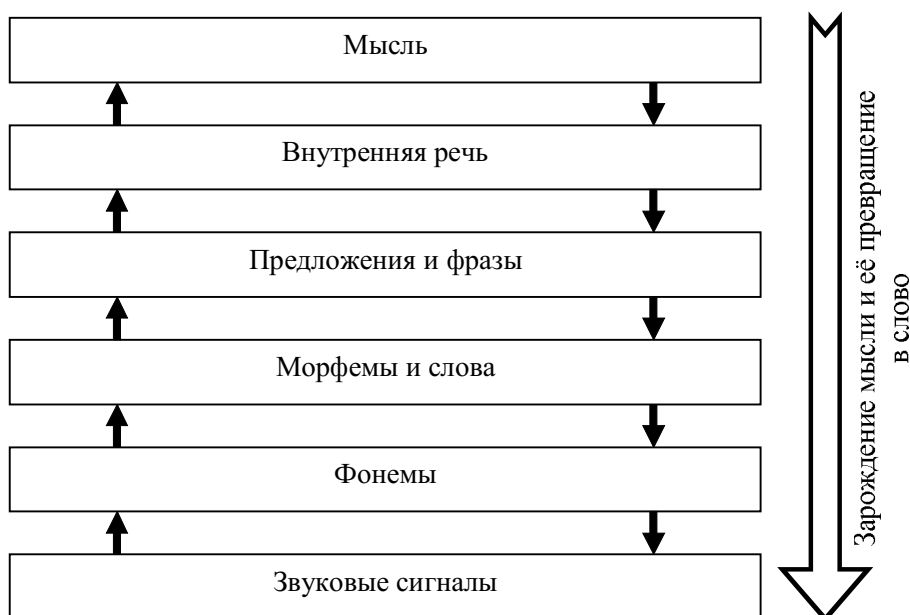 Мысль
Внутренняя речь
Предложения и фразы
Морфемы и слова
Фонемы
Звуковые сигналы
Зарождение мысли и её превращение
в слово